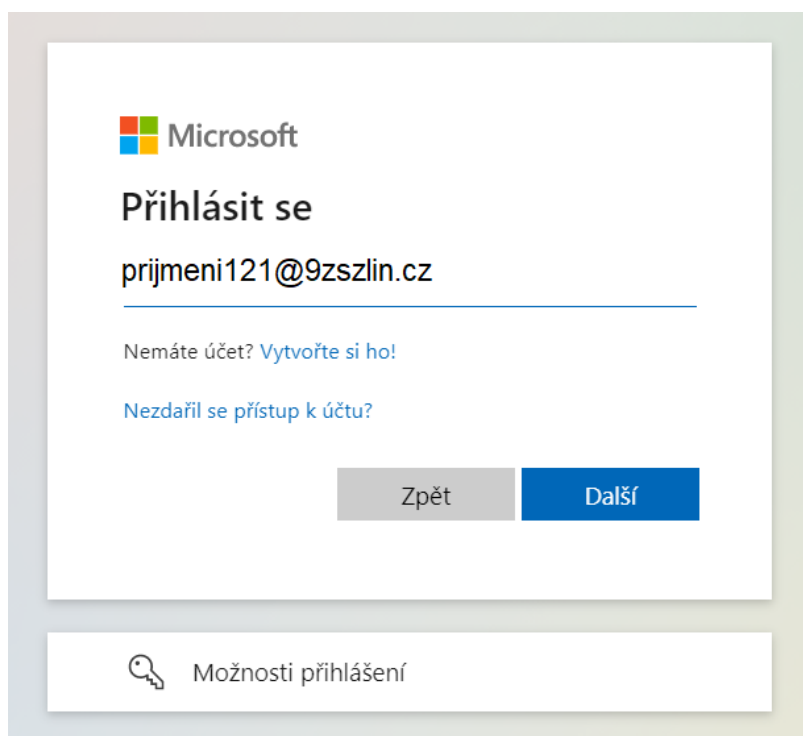 Microsoft
Přihlásit se
prijmeni121@9zszlin.cz
Nemáte účet? Vytvořte si ho!
Nezdařil se přístup k účtu?
Zpět
Další
Možnosti přihlášení